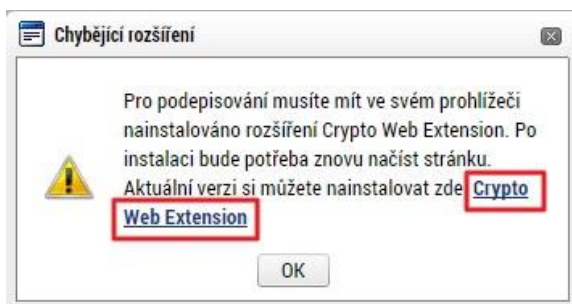 Chybějící rozšíření
Pro podepisování musíte mít ve svém prohlížeči
nainstalováno rozšíření Crypto Web Extension. Po
instalaci bude potřeba znovu načíst stránku.
Aktuální verzi si můžete nainstalovat zde Crypto
Web Extension
OK